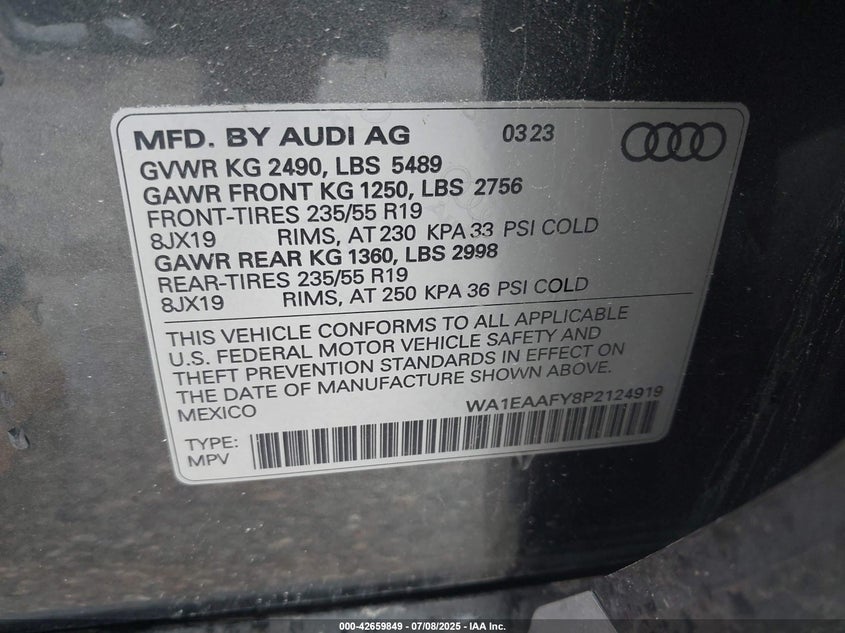 MFD. BY AUDI AG 03 23
GVWR KG 2490, LBS 5489
GAWR FRONT KG 1250, LBS 2756
FRONT-TIRES 235/55 R19
8JX19 RIMS, AT 230 KPA 33 PSI COLD
GAWR REAR KG 1360, LBS 2998
REAR-TIRES 235/55 R19
8JX19 RIMS, AT 250 KPA 36 PSI COLD
THIS VEHICLE CONFORMS TO ALL APPLICABLE
U.S. FEDERAL MOTOR VEHICLE SAFETY AND
THEFT PREVENTION STANDARDS IN EFFECT ON
THE DATE OF MANUFACTURE SHOWN ABOVE.
MEXICO WA1EAAFY8P2124919
TYPE:
MPV
000-42659849 - 07/08/2025 - IAA Inc.